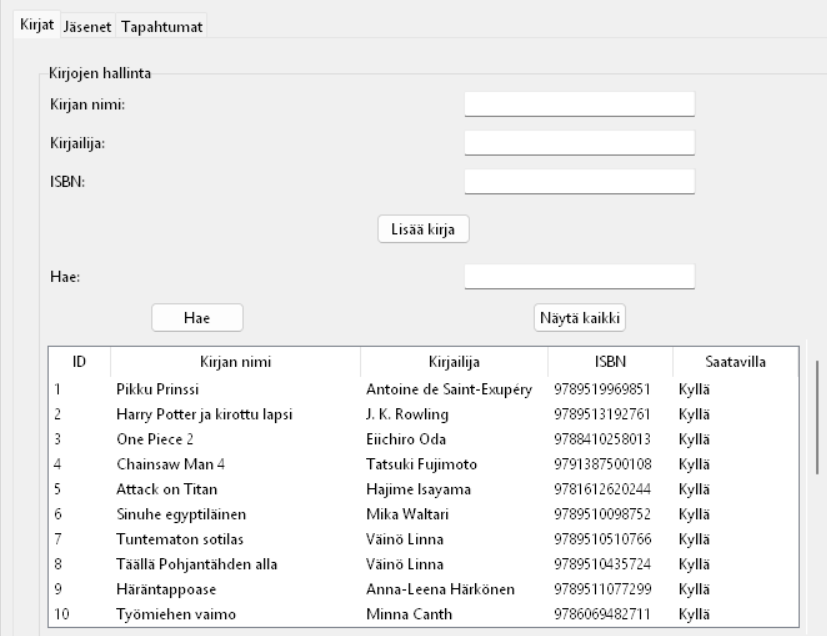 Kirjat Jäsenet Tapahtumat
Kirjojen hallinta
Kirjan nimi:
Kirjailija:
ISBN:
Lisää kirja
Hae:
Hae Näytä kaikki
ID Kirjan nimi Kirjailija ISBN Saatavilla
1 Pikku Prinssi Antoine de Saint-Exupéry 9789519969851 Kyllä
2 Harry Potter ja kirottu lapsi J. K. Rowling 9789513192761 Kyllä
3 One Piece 2 Eiichiro Oda 9788410258013 Kyllä
4 Chainsaw Man 4 Tatsuki Fujimoto 9791387500108 Kyllä
5 Attack on Titan Hajime Isayama 9781612620244 Kyllä
6 Sinuhe egyptiläinen Mika Waltari 9789510098752 Kyllä
7 Tuntematon sotilas Väinö Linna 9789510510766 Kyllä
8 Täällä Pohjantähden alla Väinö Linna 9789510435724 Kyllä
9 Häräntappoase Anna-Leena Härkönen 9789511077299 Kyllä
10 Työmiehen vaimo Minna Canth 9786069482711 Kyllä